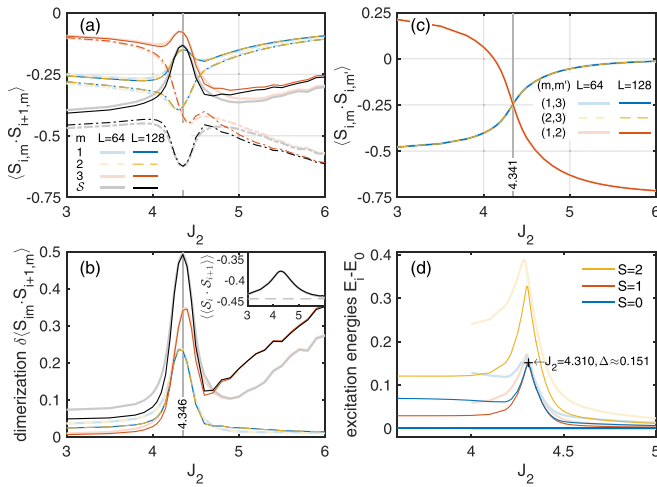 (a)
⟨S_{i,m}·S_{i+1,m}⟩
0
-0.25
-0.5
-0.75
m L=64 L=128
1
2
3
𝒮
3 4 5 6
J_2
(c)
⟨S_{i,m}·S_{i,m'}⟩
0.25
0
-0.25
-0.5
-0.75
(m,m') L=64 L=128
(1,3)
(2,3)
(1,2)
4.341
3 4 5 6
J_2
(b)
dimerization δ⟨S_{im}·S_{i+1,m}⟩
0.5
0.4
0.3
0.2
0.1
0
⟨⟨𝒮_i·𝒮_{i+1}⟩⟩
-0.35
-0.4
-0.45
3 4 5 6
4.346
3 4 5 6
J_2
(d)
excitation energies E_i-E_0
0.4
0.3
0.2
0.1
0
S=2
S=1
S=0
←J_2=4.310, Δ≈0.151
4 4.5 5
J_2